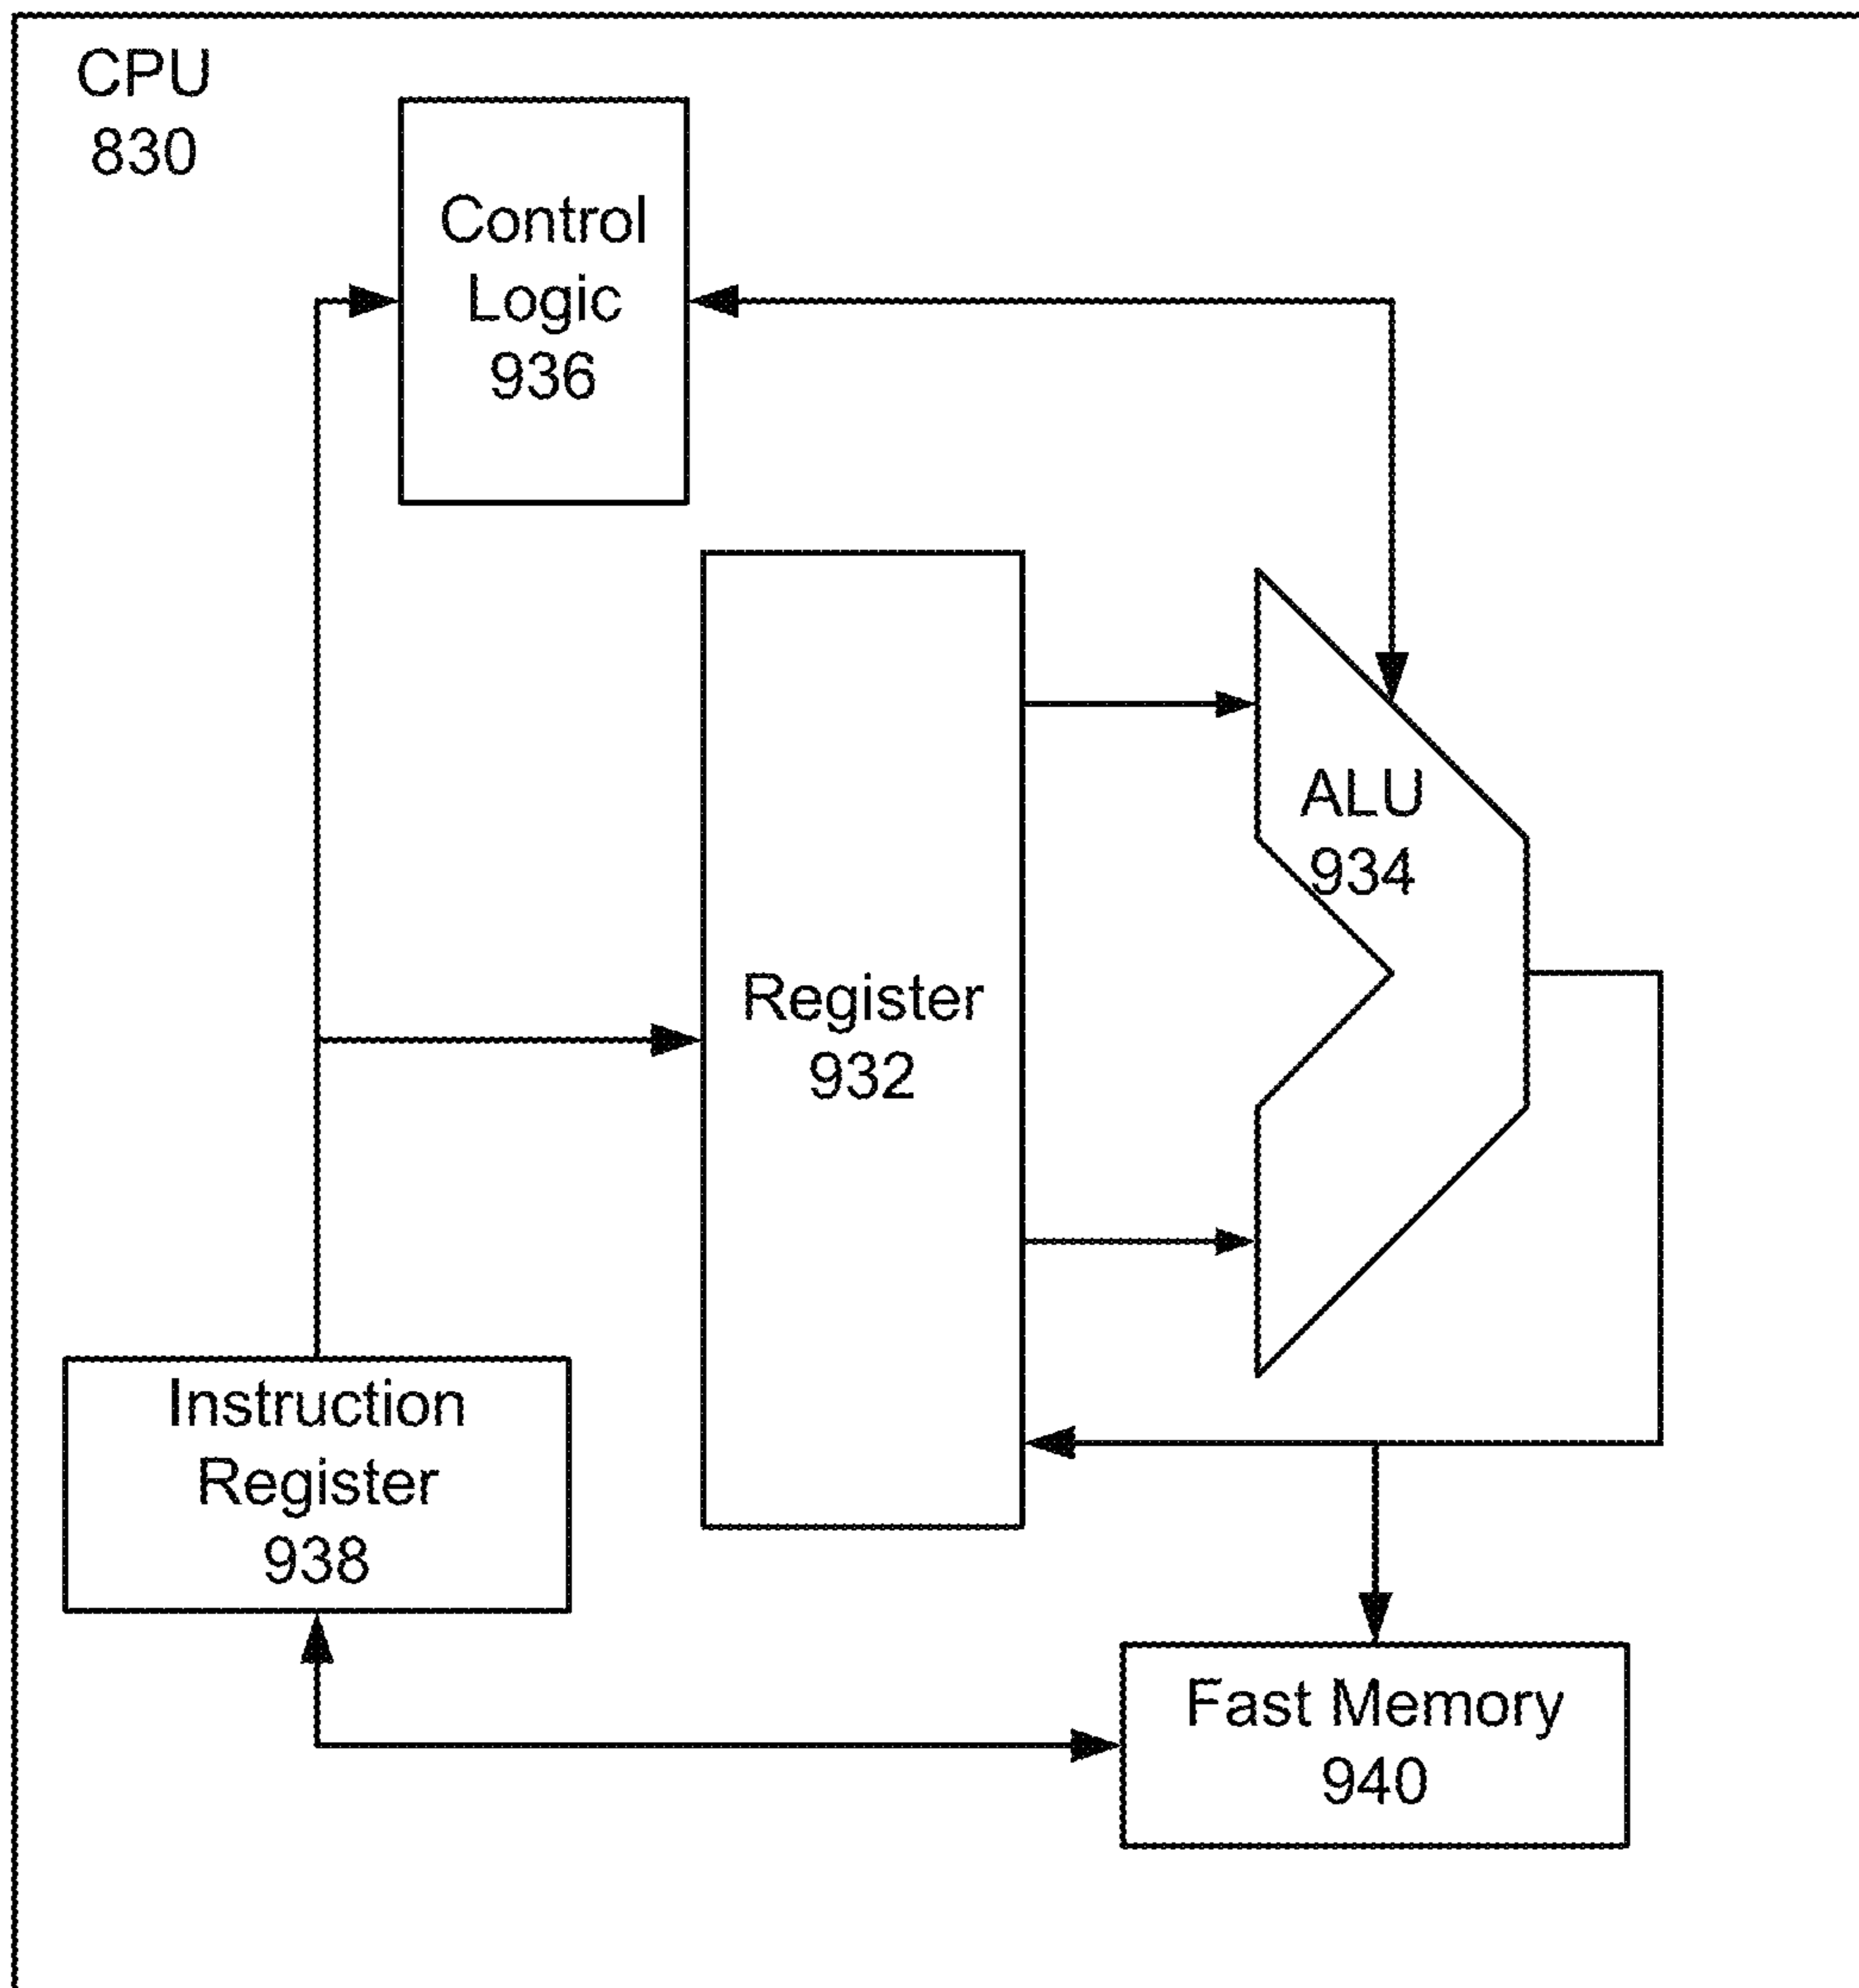 CPU
830
Control
Logic
936
ALU
934
Register
932
Instruction
Register
938
Fast Memory
940